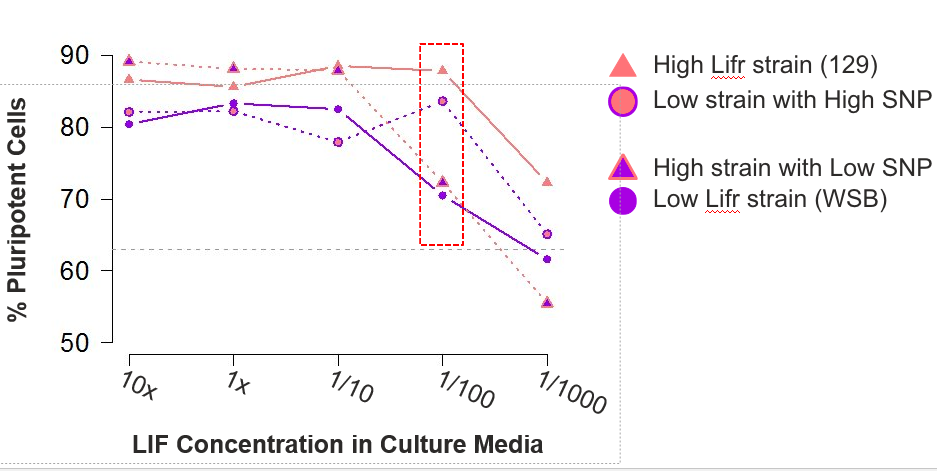 % Pluripotent Cells
90
80
70
60
50
10x
1x
1/10
1/100
1/1000
LIF Concentration in Culture Media
High Lifr strain (129)
Low strain with High SNP
High strain with Low SNP
Low Lifr strain (WSB)